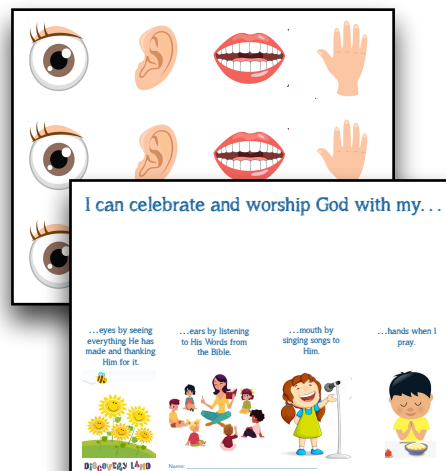 I can celebrate and worship God with my. . .
. . .eyes by seeing
everything He has
made and thanking
Him for it.
. . .ears by listening
to His Words from
the Bible.
. . .mouth by
singing songs to
Him.
. . .hands when I
pray.
DISCOVERY LAND
Name: